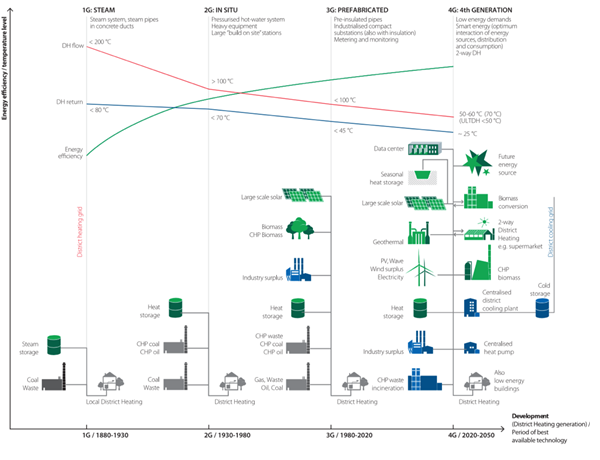 Energy efficiency / temperature level
1G: STEAM
Steam system, steam pipes
in concrete ducts
2G: IN SITU
Pressurised hot-water system
Heavy equipment
Large "build on site" stations
3G: PREFABRICATED
Pre-insulated pipes
Industrialised compact
substations (also with insulation)
Metering and monitoring
4G: 4th GENERATION
Low energy demands
Smart energy (optimum
interaction of energy
sources, distribution
and consumption)
2-way DH
DH flow
< 200 °C
> 100 °C
<100 °C
50-60 °C (70 °C)
(ULTDH <50 °C)
DH return
< 80 °C
< 70 °C
<45 °C
~ 25 °C
Energy
efficiency
District heating grid
District cooling grid
Data center
Future
energy
source
Seasonal
heat storage
Large scale solar
Large scale solar
Biomass
conversion
Biomass
CHP Biomass
Geothermal
2-way
District
Heating
e.g. supermarket
Industry surplus
PV, Wave
Wind surplus
Electricity
CHP
biomass
Heat
storage
Heat
storage
Heat
storage
Centralised
district
cooling plant
Cold
storage
Steam
storage
CHP coal
CHP oil
CHP waste
CHP coal
CHP oil
Industry surplus
Centralised
heat pump
Coal
Waste
Coal
Waste
Gas, Waste
Oil, Coal
CHP waste
incineration
Also
low energy
buildings
Local District Heating
District Heating
District Heating
District Heating
1G / 1880-1930
2G / 1930-1980
3G / 1980-2020
4G / 2020-2050
Development
(District Heating generation) /
Period of best
available technology